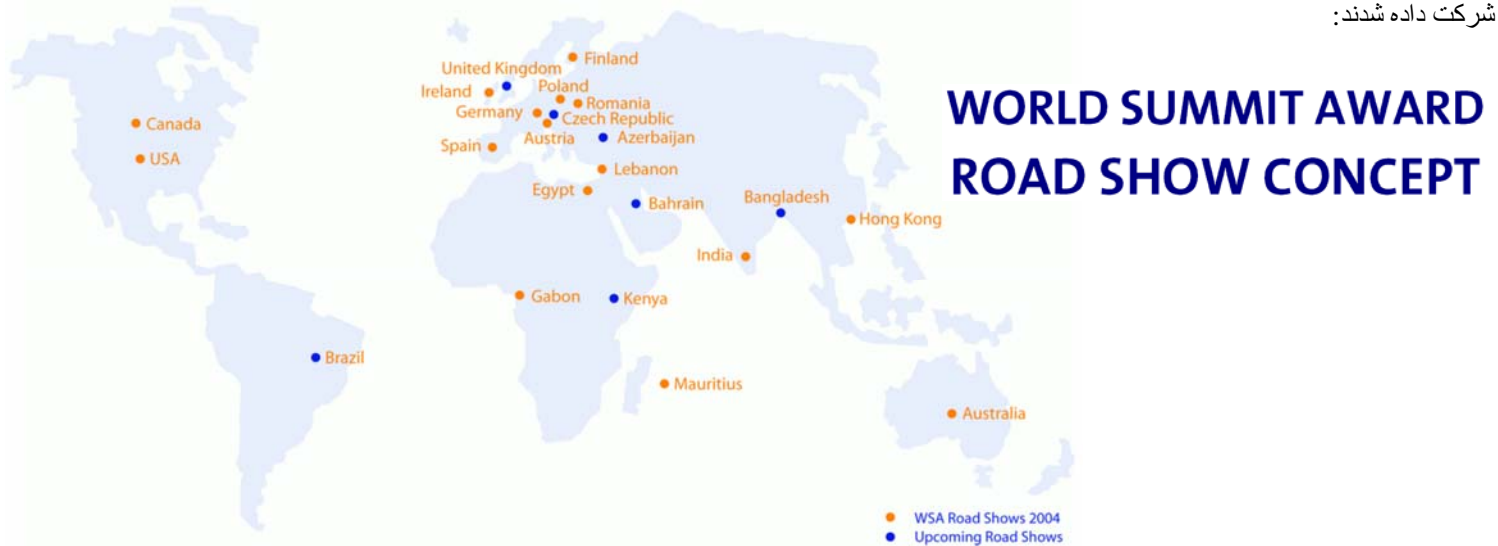 شرکت داده شدند:
WORLD SUMMIT AWARD
ROAD SHOW CONCEPT
Finland
United Kingdom
Ireland
Poland
Romania
Germany
Czech Republic
Canada
Austria
Azerbaijan
Spain
USA
Lebanon
Egypt
Bahrain
Bangladesh
Hong Kong
India
Gabon
Kenya
Brazil
Mauritius
Australia
WSA Road Shows 2004
Upcoming Road Shows